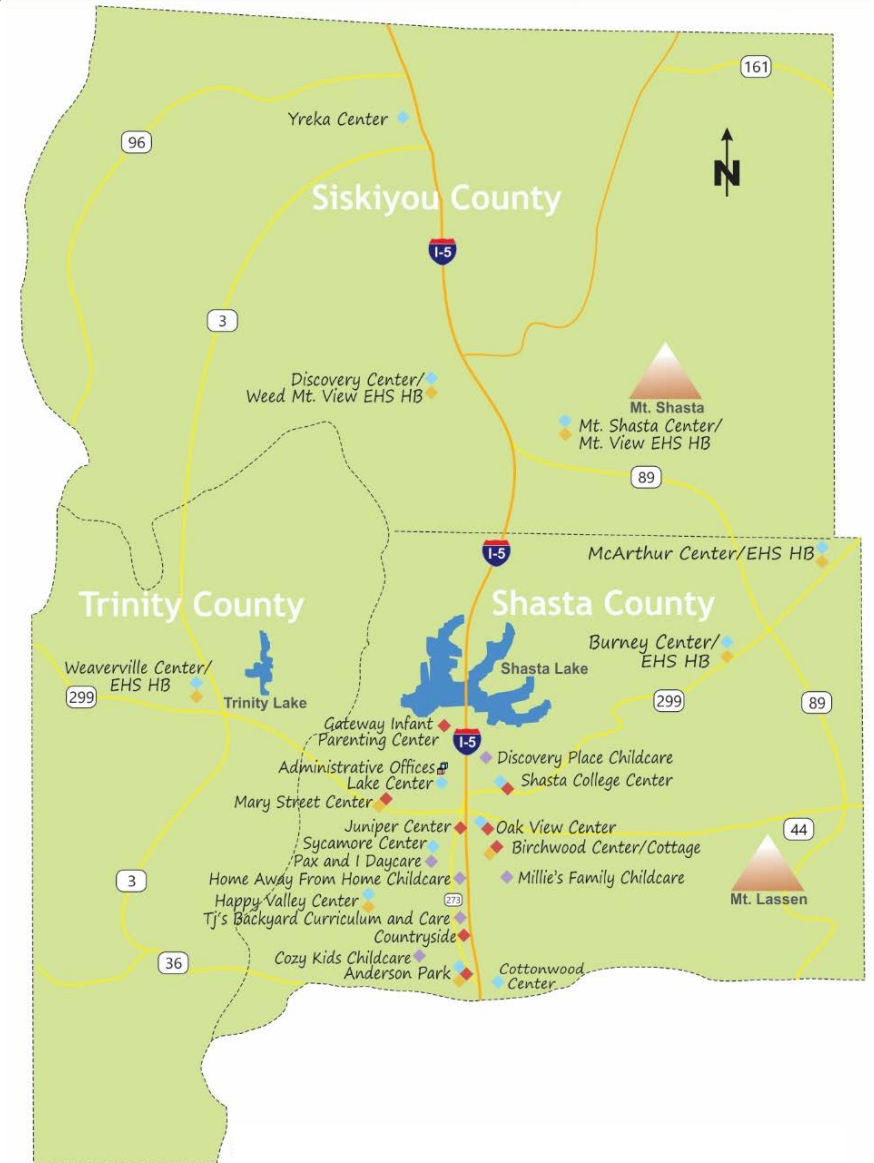 161
Yreka Center
96
N
Siskiyou County
I-5
3
Discovery Center/
Weed Mt. View EHS HB
Mt. Shasta
Mt. Shasta Center/
Mt. View EHS HB
89
I-5
McArthur Center/EHS HB
Trinity County
Shasta County
Burney Center/
EHS HB
Weaverville Center/
EHS HB
Shasta Lake
299
Trinity Lake
299
89
Gateway Infant
Parenting Center
I-5
Discovery Place Childcare
Administrative Offices
Lake Center
Shasta College Center
Mary Street Center
Juniper Center
Oak View Center
44
Sycamore Center
Birchwood Center/Cottage
Pax and I Daycare
Home Away From Home Childcare
Millie's Family Childcare
3
Mt. Lassen
Happy Valley Center
273
Tj's Backyard Curriculum and Care
Countryside
36
Cozy Kids Childcare
Anderson Park
Cottonwood
Center